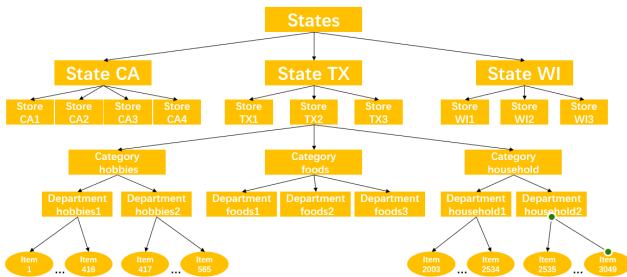 States
State CA
State TX
State WI
Store
CA1
Store
CA2
Store
CA3
Store
CA4
Store
TX1
Store
TX2
Store
TX3
Store
WI1
Store
WI2
Store
WI3
Category
hobbies
Category
foods
Category
household
Department
hobbies1
Department
hobbies2
Department
foods1
Department
foods2
Department
foods3
Department
household1
Department
household2
Item
1
...
Item
416
Item
417
...
Item
565
Item
2003
...
Item
2534
Item
2535
...
Item
3049